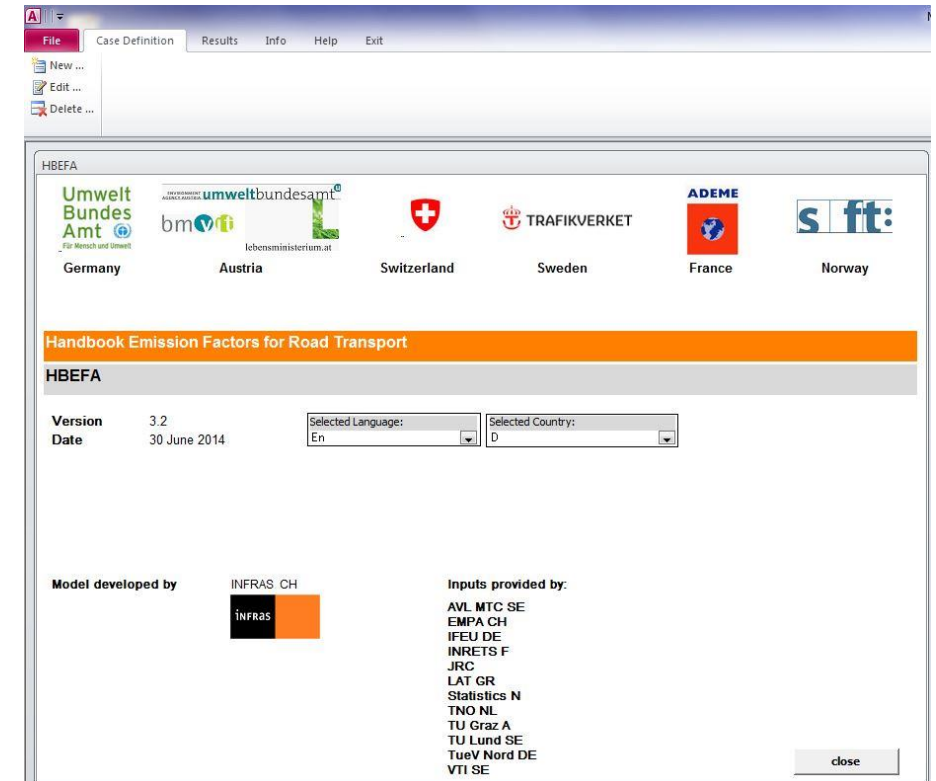 A
File Case Definition Results Info Help Exit
New ...
Edit ...
Delete ...
HBEFA
Umwelt
Bundes
Amt
Für Mensch und Umwelt
Germany
umweltbundesamt
bmvfi
lebensministerium.at
Austria
Switzerland
TRAFIKVERKET
Sweden
ADEME
France
s ft:
Norway
Handbook Emission Factors for Road Transport
HBEFA
Version 3.2
Date 30 June 2014
Selected Language:
En
Selected Country:
D
Model developed by INFRAS CH
iNFRAS
Inputs provided by:
AVL MTC SE
EMPA CH
IFEU DE
INRETS F
JRC
LAT GR
Statistics N
TNO NL
TU Graz A
TU Lund SE
TueV Nord DE
VTI SE
close